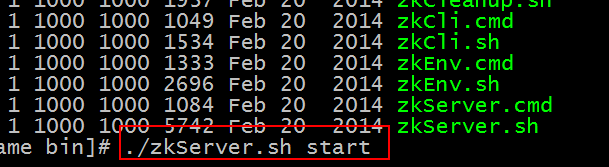 1 1000 1000 1937 Feb 20 2014 zkCleanup.sh
1 1000 1000 1049 Feb 20 2014 zkCli.cmd
1 1000 1000 1534 Feb 20 2014 zkCli.sh
1 1000 1000 1333 Feb 20 2014 zkEnv.cmd
1 1000 1000 2696 Feb 20 2014 zkEnv.sh
1 1000 1000 1084 Feb 20 2014 zkServer.cmd
1 1000 1000 5742 Feb 20 2014 zkServer.sh
ame bin]# ./zkServer.sh start